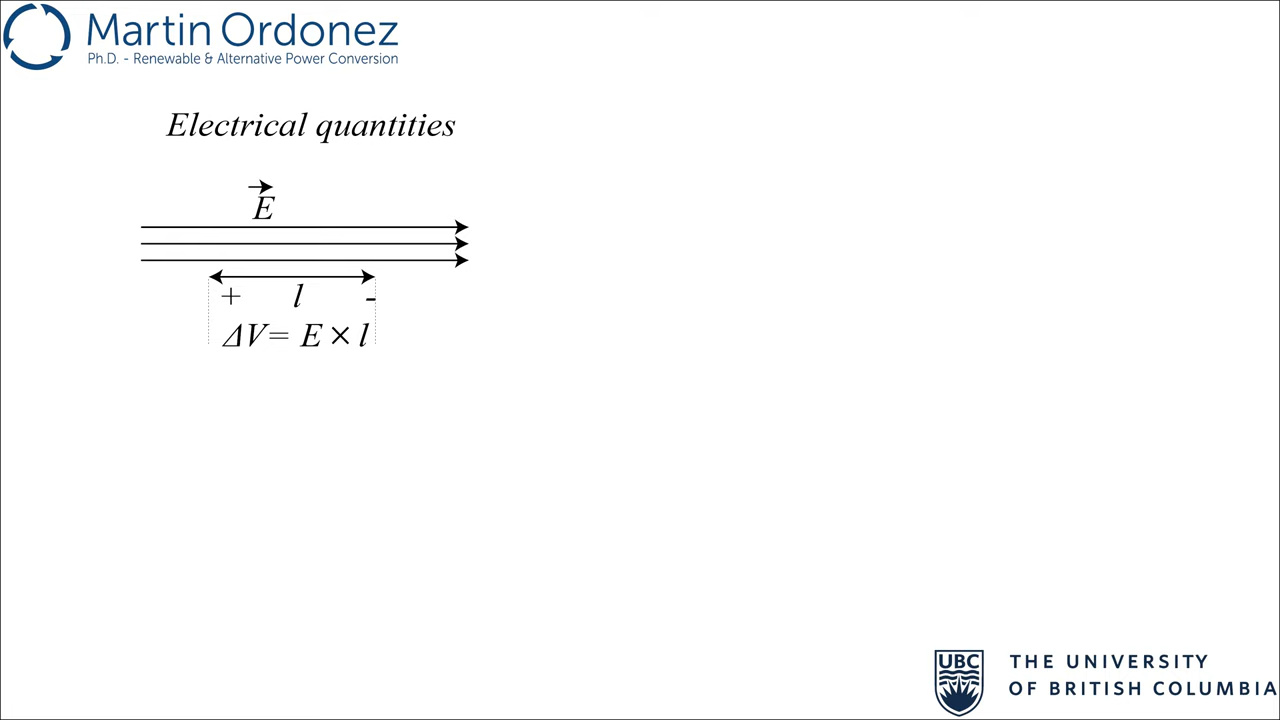 Martin Ordonez
Ph.D. - Renewable & Alternative Power Conversion
Electrical quantities
E
+ l -
ΔV= E × l
UBC
THE UNIVERSITY
OF BRITISH COLUMBIA